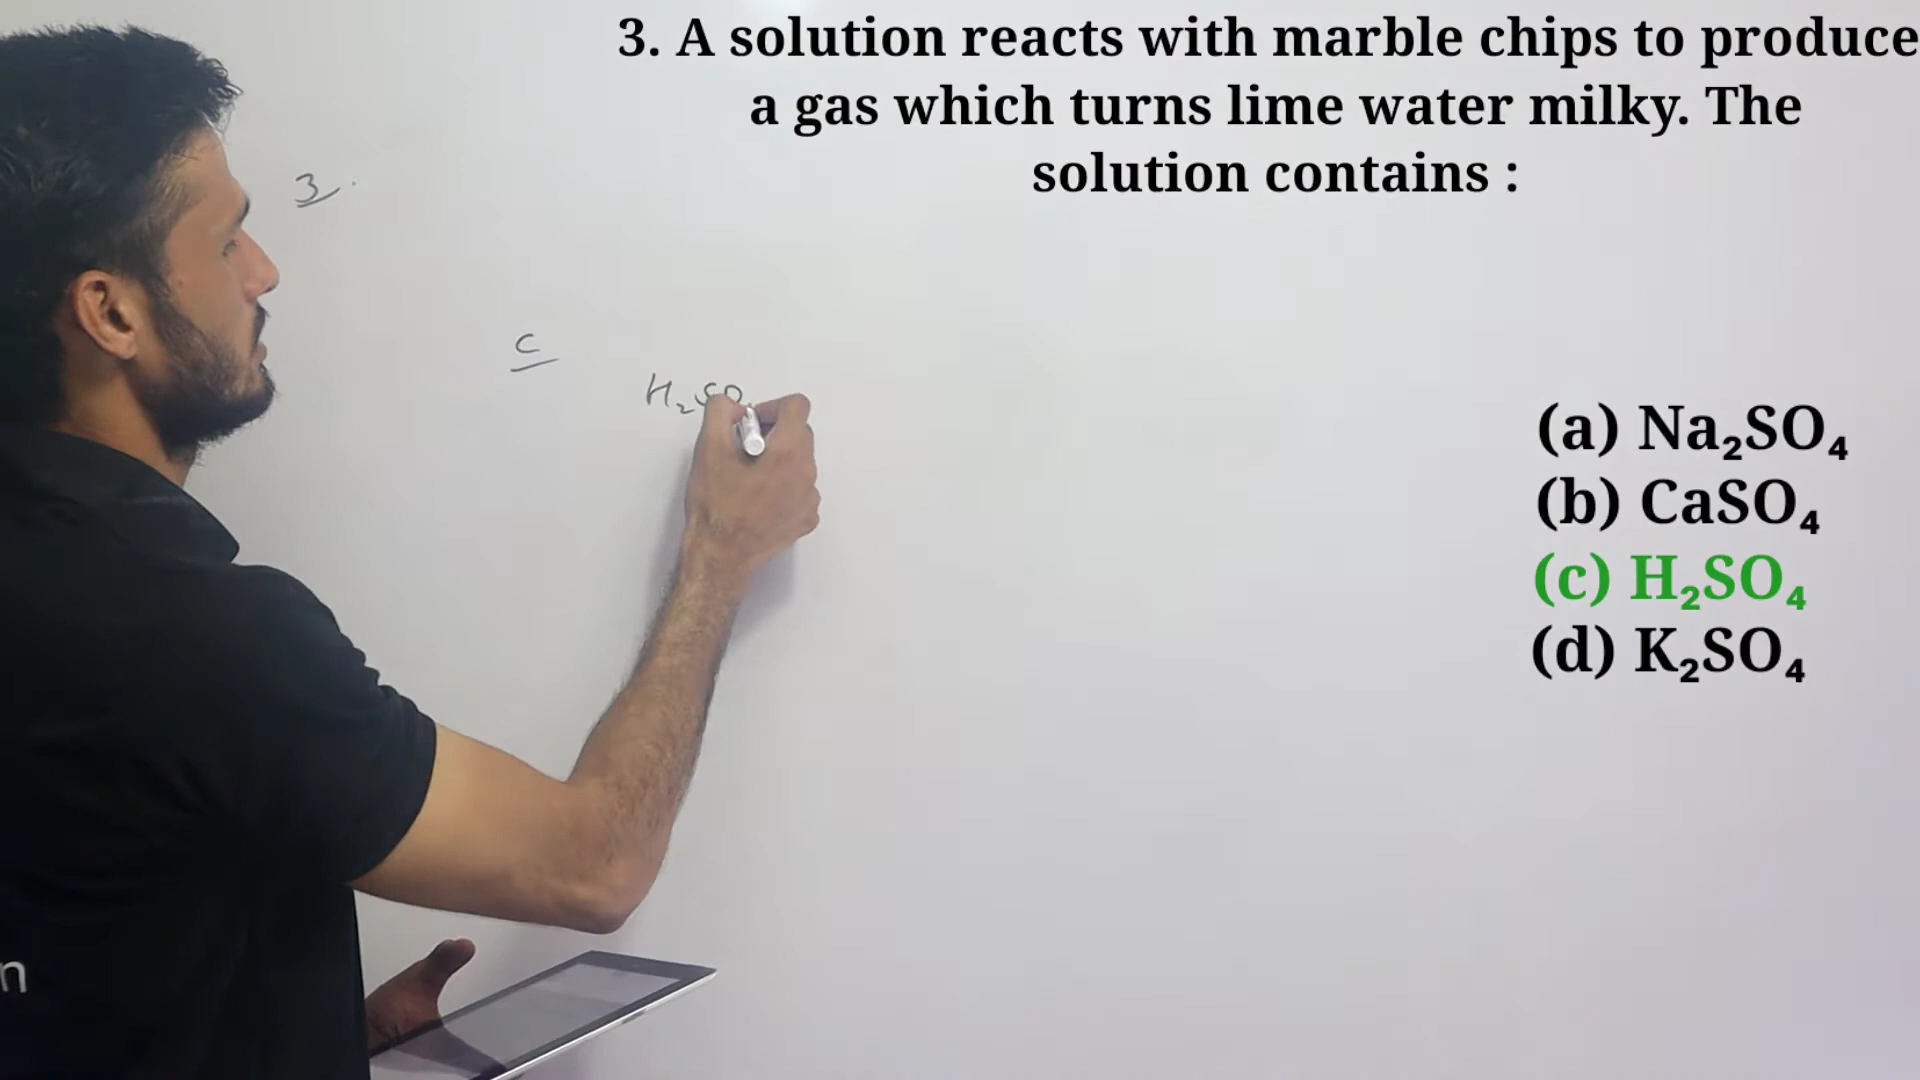 3. A solution reacts with marble chips to produce
a gas which turns lime water milky. The
solution contains :
3.
c
H₂SO
(a) Na₂SO₄
(b) CaSO₄
(c) H₂SO₄
(d) K₂SO₄
n